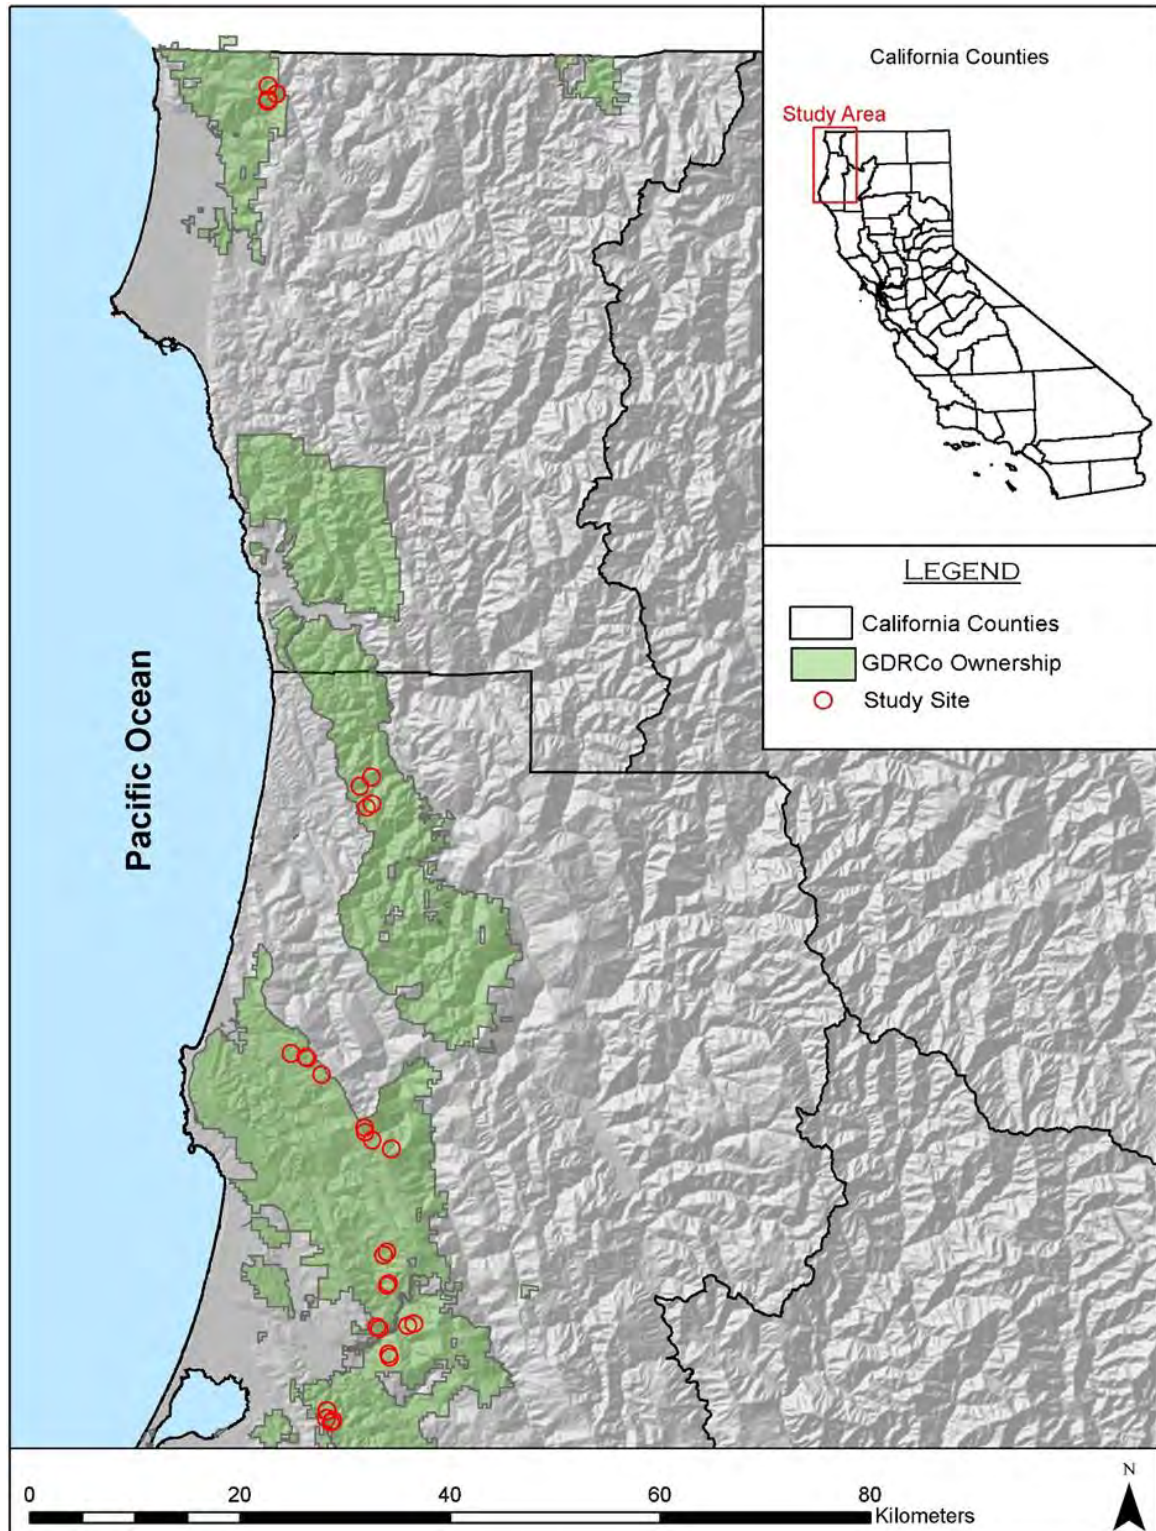 California Counties
Study Area
LEGEND
California Counties
GDRCo Ownership
Study Site
Pacific Ocean
N
0 20 40 60 80
Kilometers